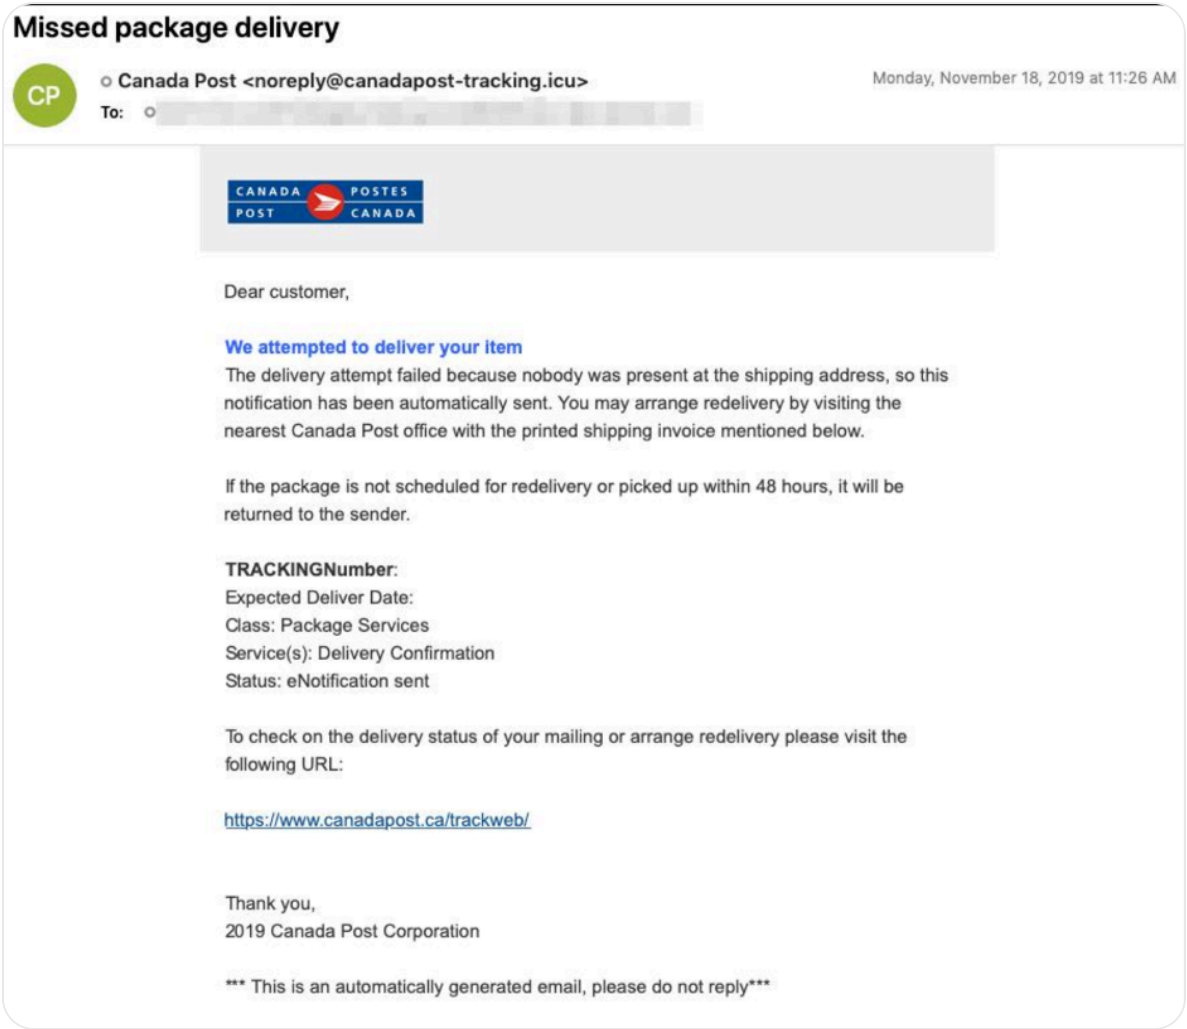 Missed package delivery
CP
Canada Post <noreply@canadapost-tracking.icu>
Monday, November 18, 2019 at 11:26 AM
To:
CANADA POSTES
POST CANADA
Dear customer,
We attempted to deliver your item
The delivery attempt failed because nobody was present at the shipping address, so this
notification has been automatically sent. You may arrange redelivery by visiting the
nearest Canada Post office with the printed shipping invoice mentioned below.
If the package is not scheduled for redelivery or picked up within 48 hours, it will be
returned to the sender.
TRACKINGNumber:
Expected Deliver Date:
Class: Package Services
Service(s): Delivery Confirmation
Status: eNotification sent
To check on the delivery status of your mailing or arrange redelivery please visit the
following URL:
https://www.canadapost.ca/trackweb/
Thank you,
2019 Canada Post Corporation
*** This is an automatically generated email, please do not reply***